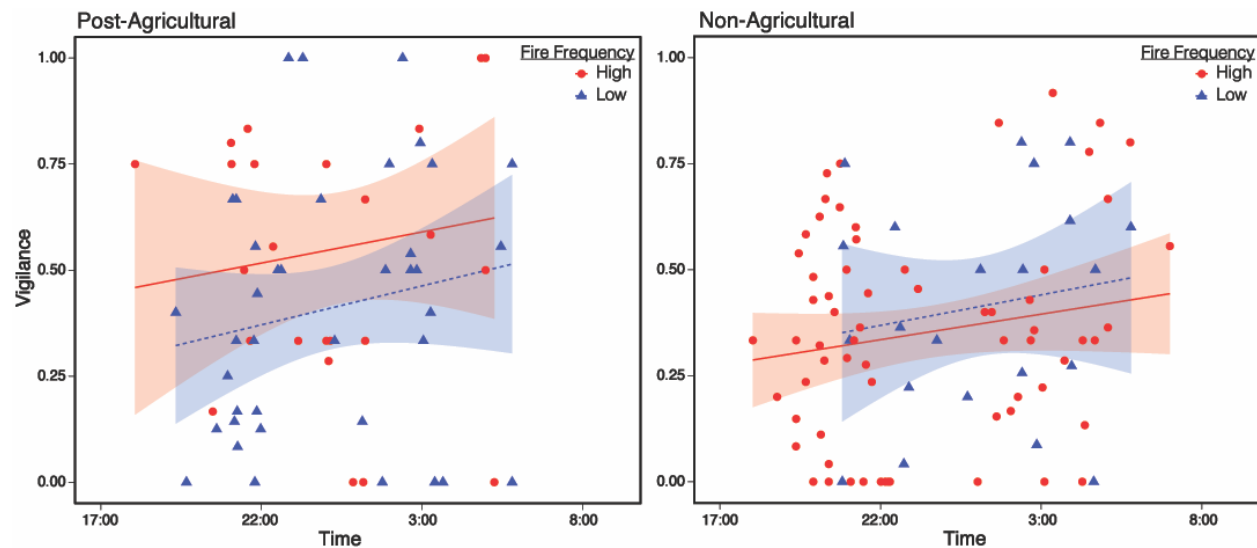 Post-Agricultural
Non-Agricultural
Fire Frequency
High
Low
Fire Frequency
High
Low
1.00
0.75
0.50
0.25
0.00
Vigilance
1.00
0.75
0.50
0.25
0.00
17:00
22:00
3:00
8:00
Time
17:00
22:00
3:00
8:00
Time